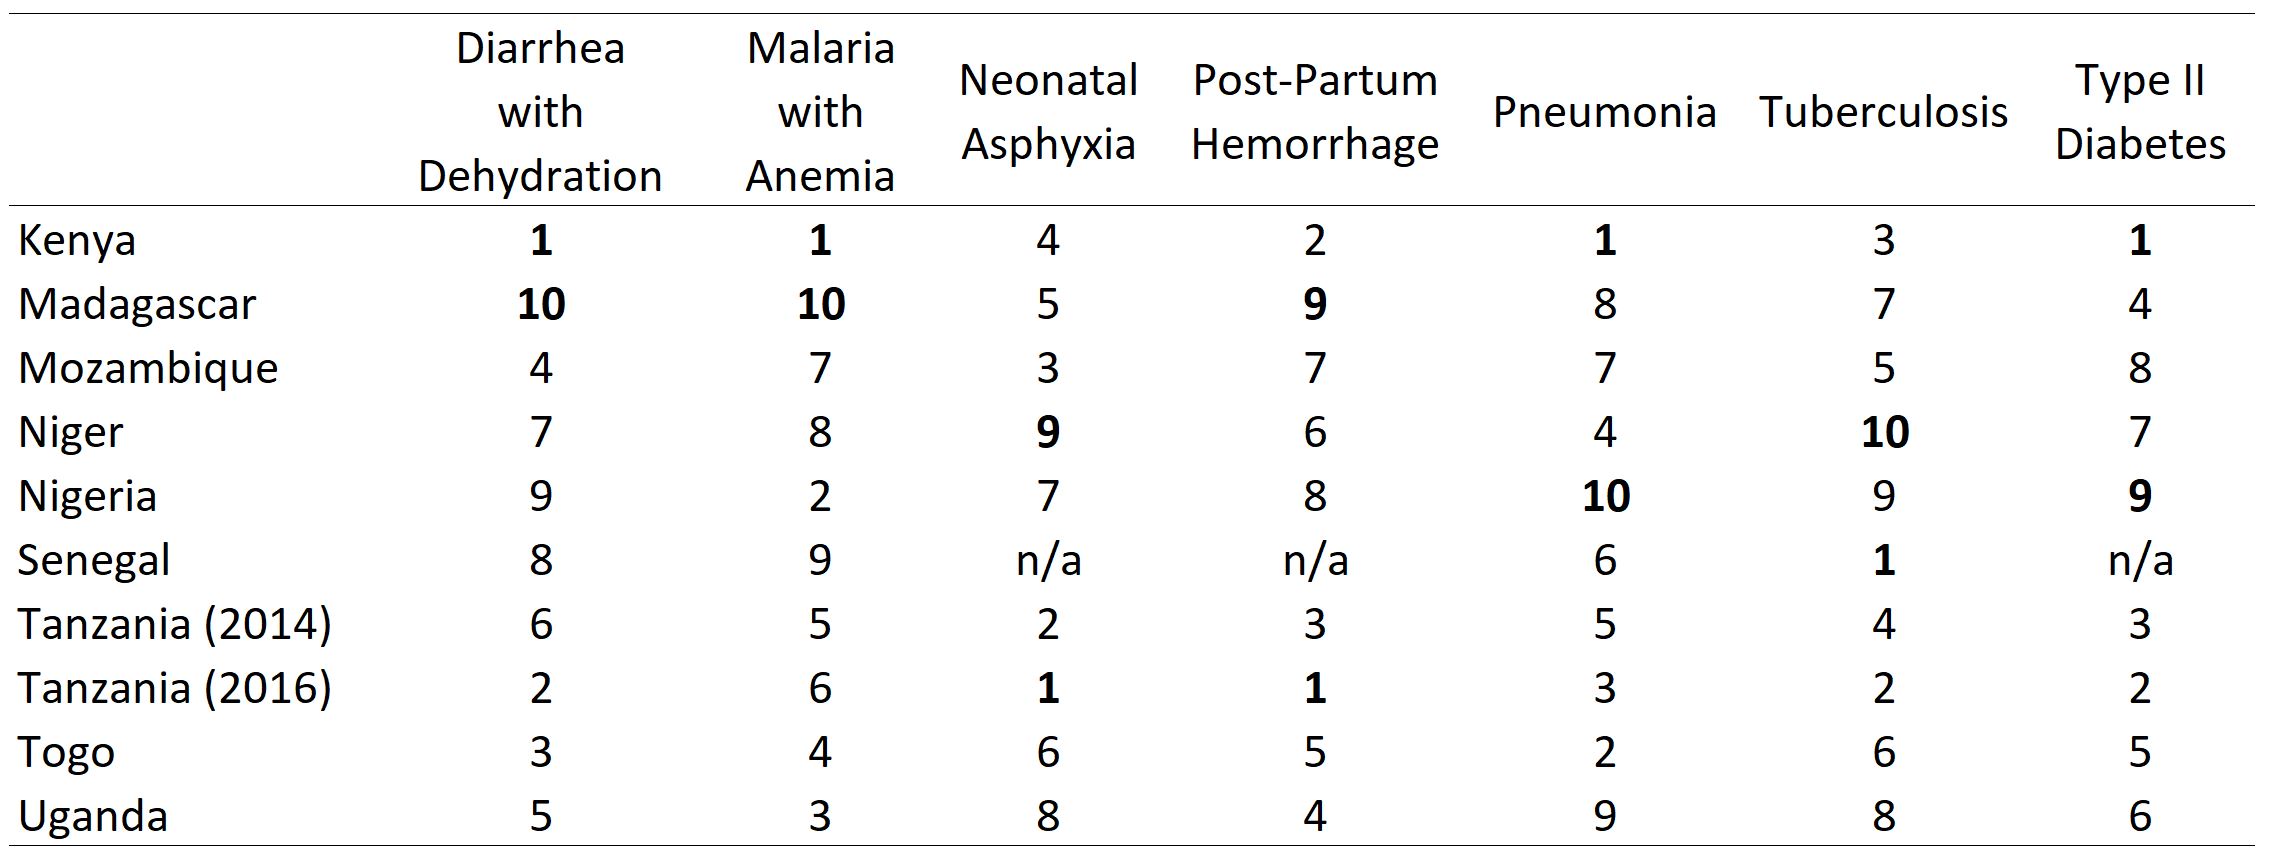 Diarrhea with Dehydration Malaria with Anemia Neonatal Asphyxia Post-Partum Hemorrhage Pneumonia Tuberculosis Type II Diabetes
Kenya 1 1 4 2 1 3 1
Madagascar 10 10 5 9 8 7 4
Mozambique 4 7 3 7 7 5 8
Niger 7 8 9 6 4 10 7
Nigeria 9 2 7 8 10 9 9
Senegal 8 9 n/a n/a 6 1 n/a
Tanzania (2014) 6 5 2 3 5 4 3
Tanzania (2016) 2 6 1 1 3 2 2
Togo 3 4 6 5 2 6 5
Uganda 5 3 8 4 9 8 6